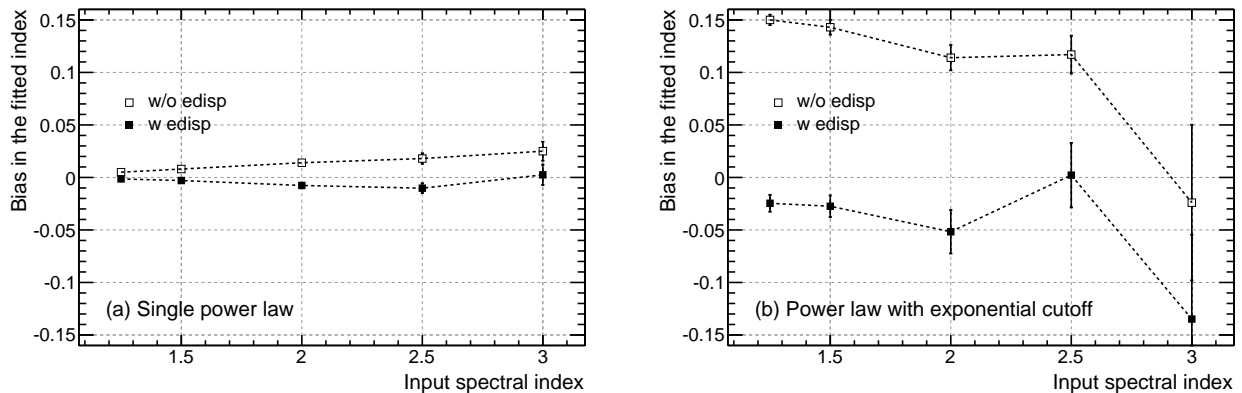 Bias in the fitted index
0.15
0.1
0.05
0
-0.05
-0.1
-0.15
w/o edisp
w edisp
(a) Single power law
1.5
2
2.5
3
Input spectral index
Bias in the fitted index
0.15
0.1
0.05
0
-0.05
-0.1
-0.15
w/o edisp
w edisp
(b) Power law with exponential cutoff
1.5
2
2.5
3
Input spectral index